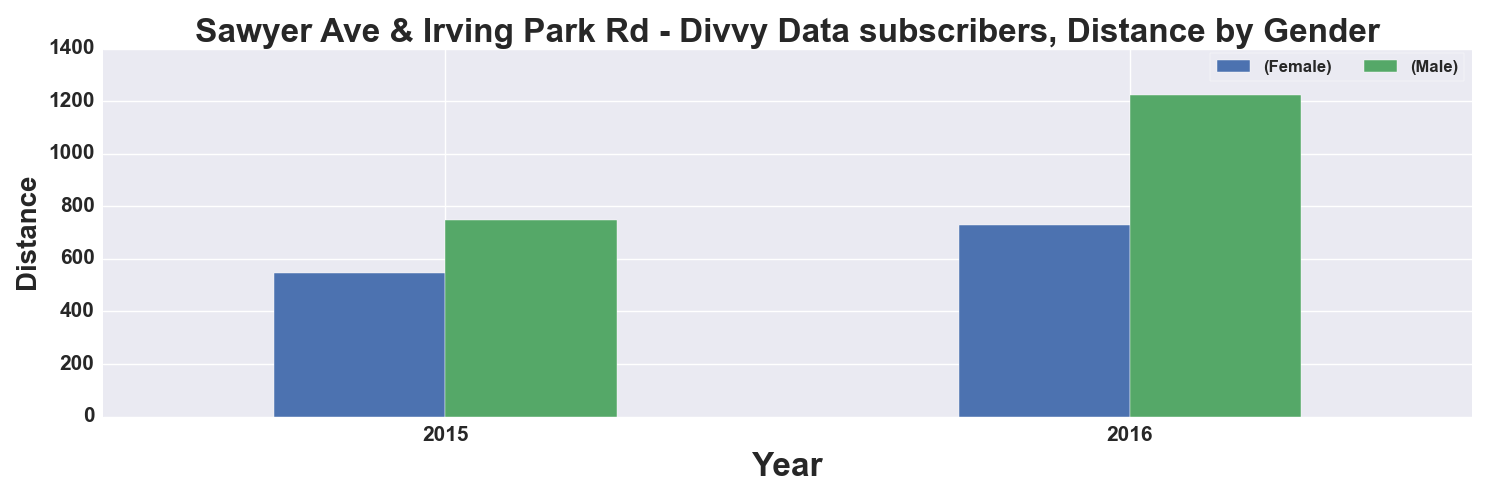 Sawyer Ave & Irving Park Rd - Divvy Data subscribers, Distance by Gender
1400
1200
1000
800
600
400
200
0
Distance
(Female)
(Male)
2015
2016
Year